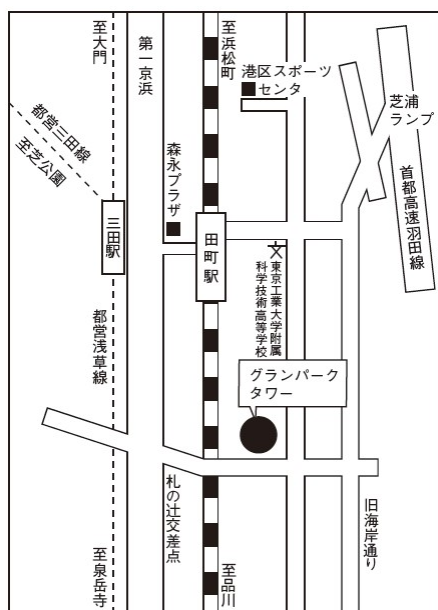 至大門
第一京浜
至浜松町
港区スポーツ
センタ
芝浦
ランプ
都営三田線
至芝公園
森永プラザ
首都高速羽田線
三田駅
田町駅
東京工業大学附属
科学技術高等学校
都営浅草線
グランパーク
タワー
札の辻交差点
旧海岸通り
至泉岳寺
至品川